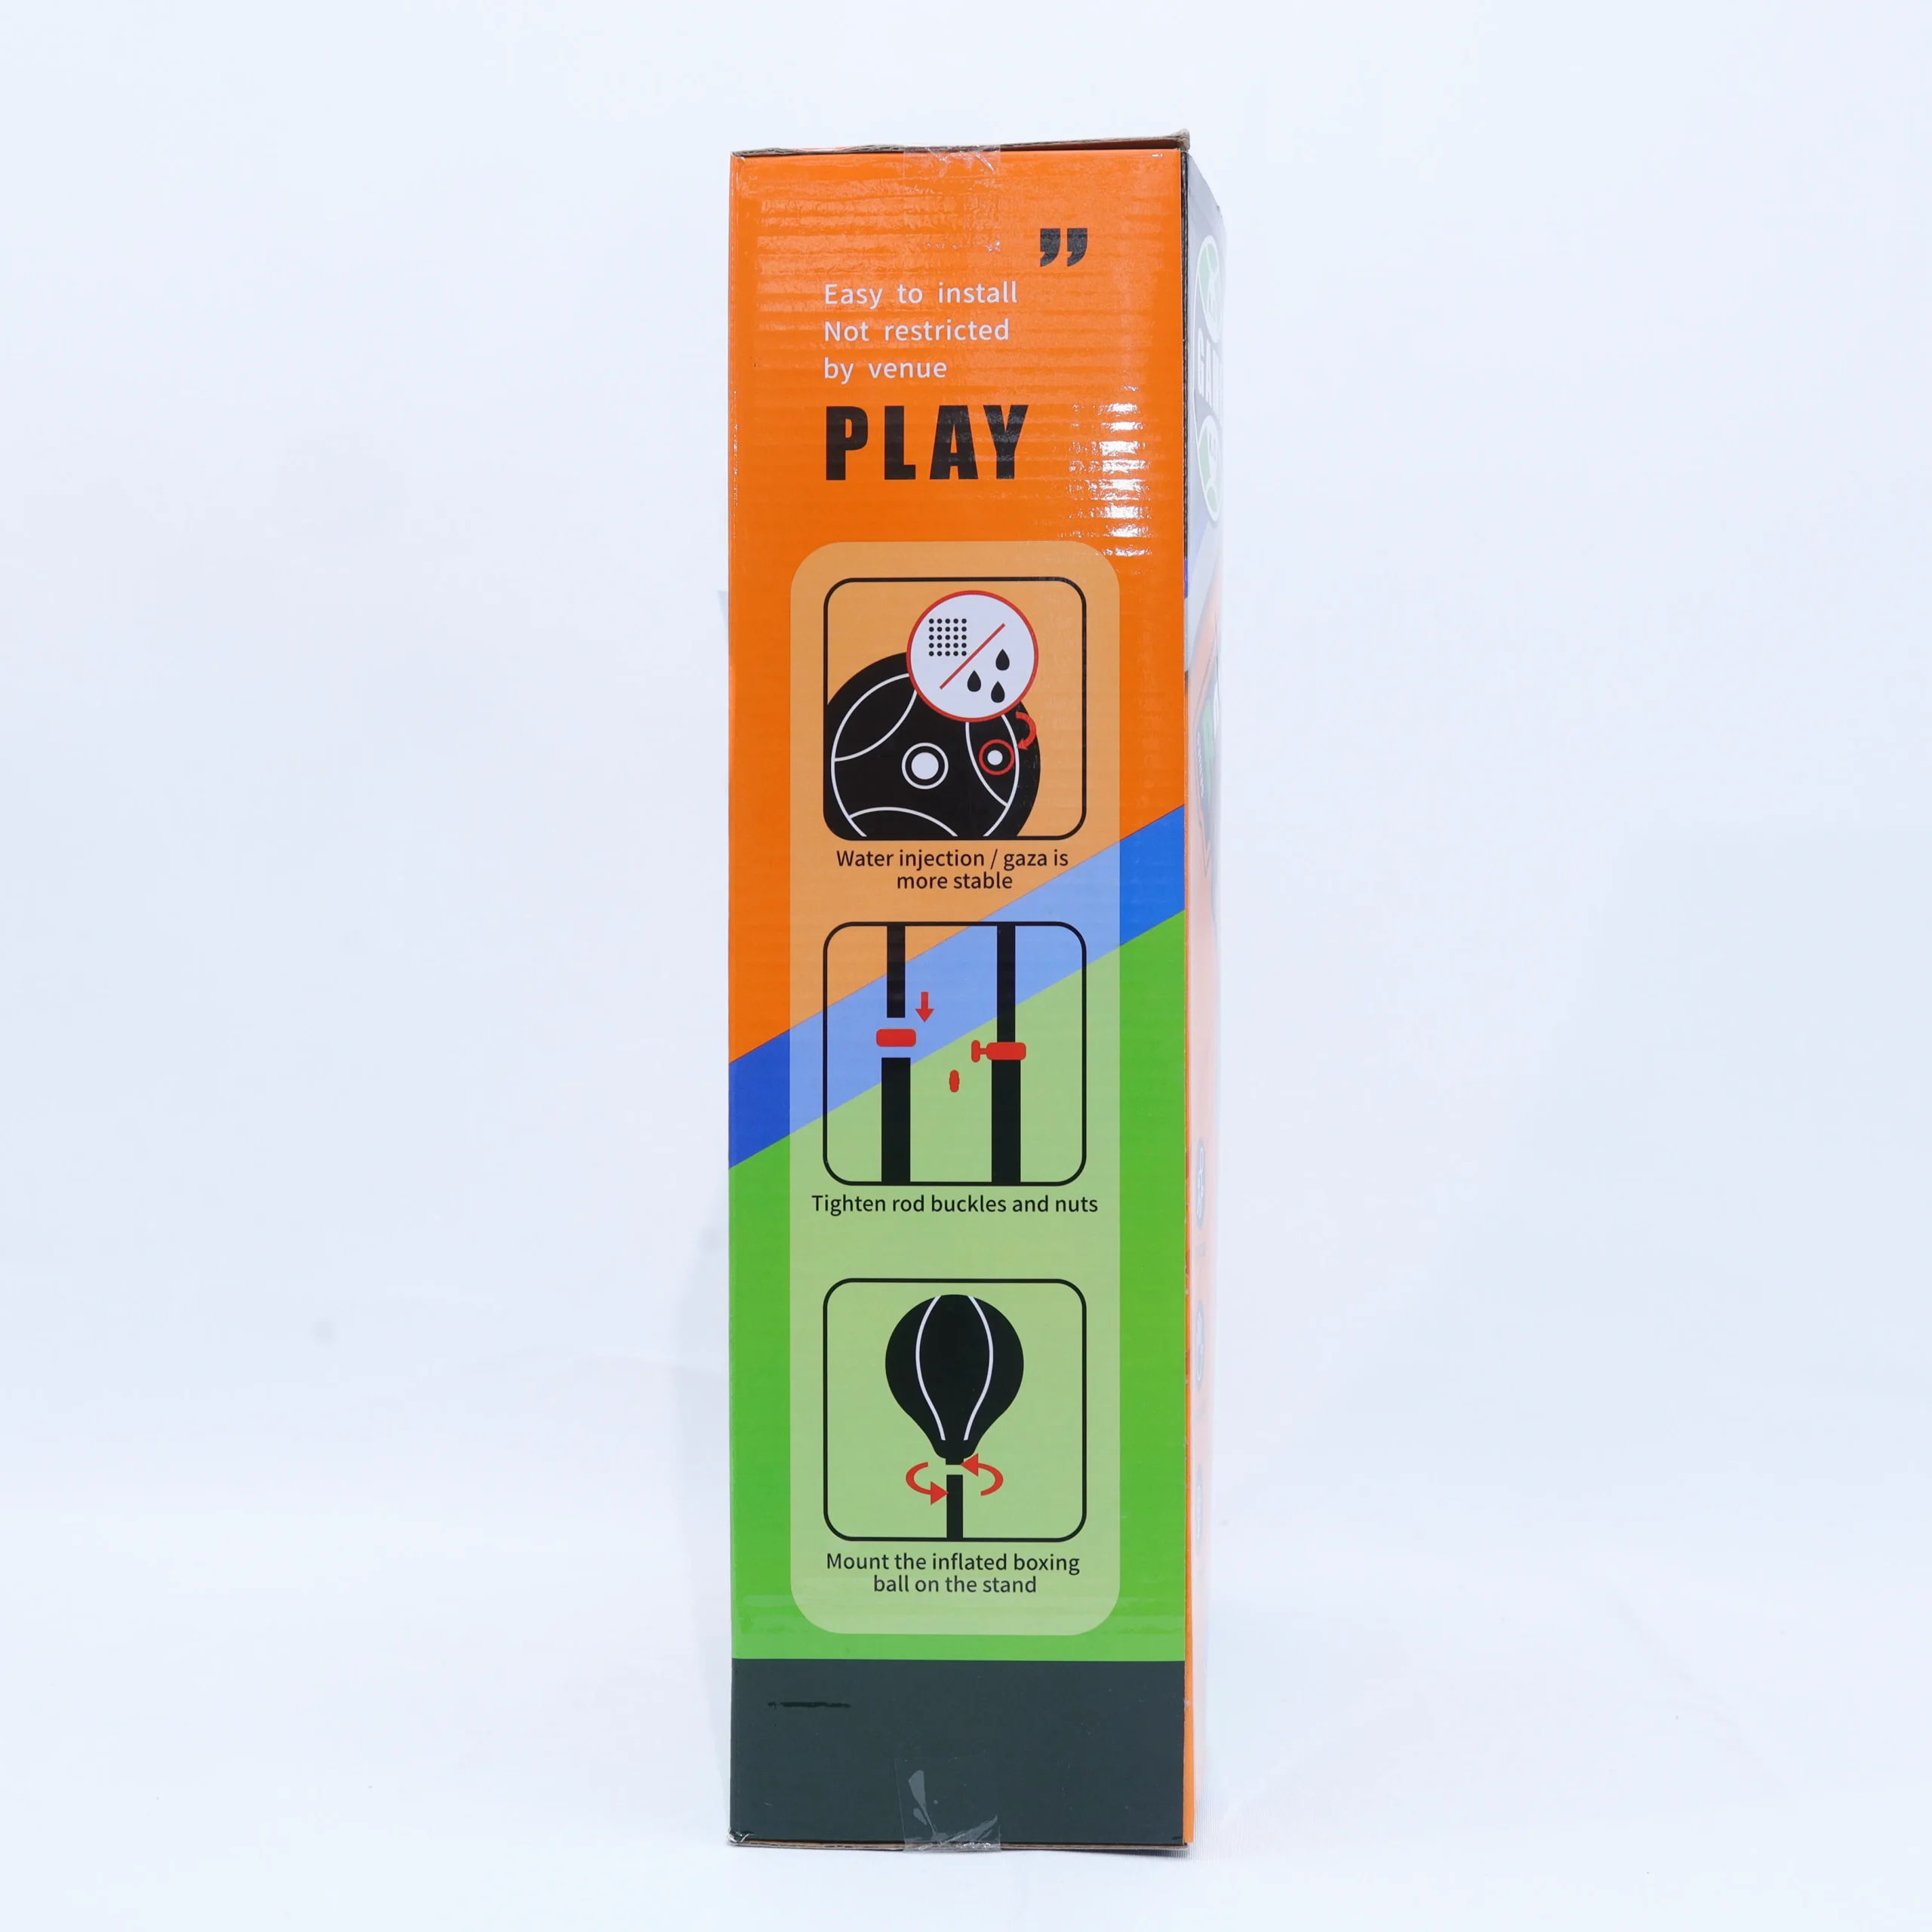 ”
Easy to install
Not restricted
by venue
PLAY
Water injection / gaza is
more stable
Tighten rod buckles and nuts
Mount the inflated boxing
ball on the stand